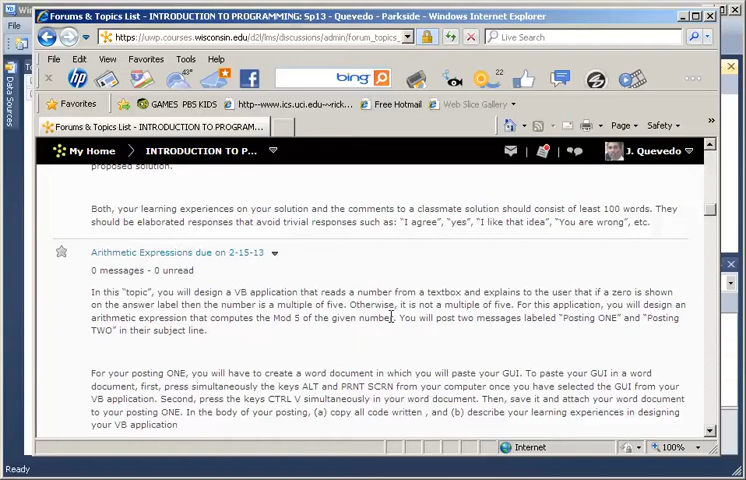 Forums & Topics List - INTRODUCTION TO PROGRAMMING: Sp13 - Quevedo - Parkside - Windows Internet Explorer
https://uwp.courses.wisconsin.edu/d2l/lms/discussions/admin/forum_topics_
Live Search
File
Edit
View
Favorites
Tools
Help
43°
bing
22
Favorites
GAMES PBS KIDS
http--www.ics.uci.edu-~rick...
Free Hotmail
Web Slice Gallery
Forums & Topics List - INTRODUCTION TO PROGRAM...
Page
Safety
My Home
INTRODUCTION TO P...
J. Quevedo
Data Sources
proposed solution.
Both, your learning experiences on your solution and the comments to a classmate solution should consist of least 100 words. They
should be elaborated responses that avoid trivial responses such as: “I agree”, “yes”, “I like that idea”, “You are wrong”, etc.
Arithmetic Expressions due on 2-15-13
0 messages - 0 unread
In this “topic”, you will design a VB application that reads a number from a textbox and explains to the user that if a zero is shown
on the answer label then the number is a multiple of five. Otherwise, it is not a multiple of five. For this application, you will design an
arithmetic expression that computes the Mod 5 of the given number. You will post two messages labeled “Posting ONE” and “Posting
TWO” in their subject line.
For your posting ONE, you will have to create a word document in which you will paste your GUI. To paste your GUI in a word
document, first, press simultaneously the keys ALT and PRNT SCRN from your computer once you have selected the GUI from your
VB application. Second, press the keys CTRL V simultaneously in your word document. Then, save it and attach your word document
to your posting ONE. In the body of your posting, (a) copy all code written , and (b) describe your learning experiences in designing
your VB application
Internet
100%
Ready